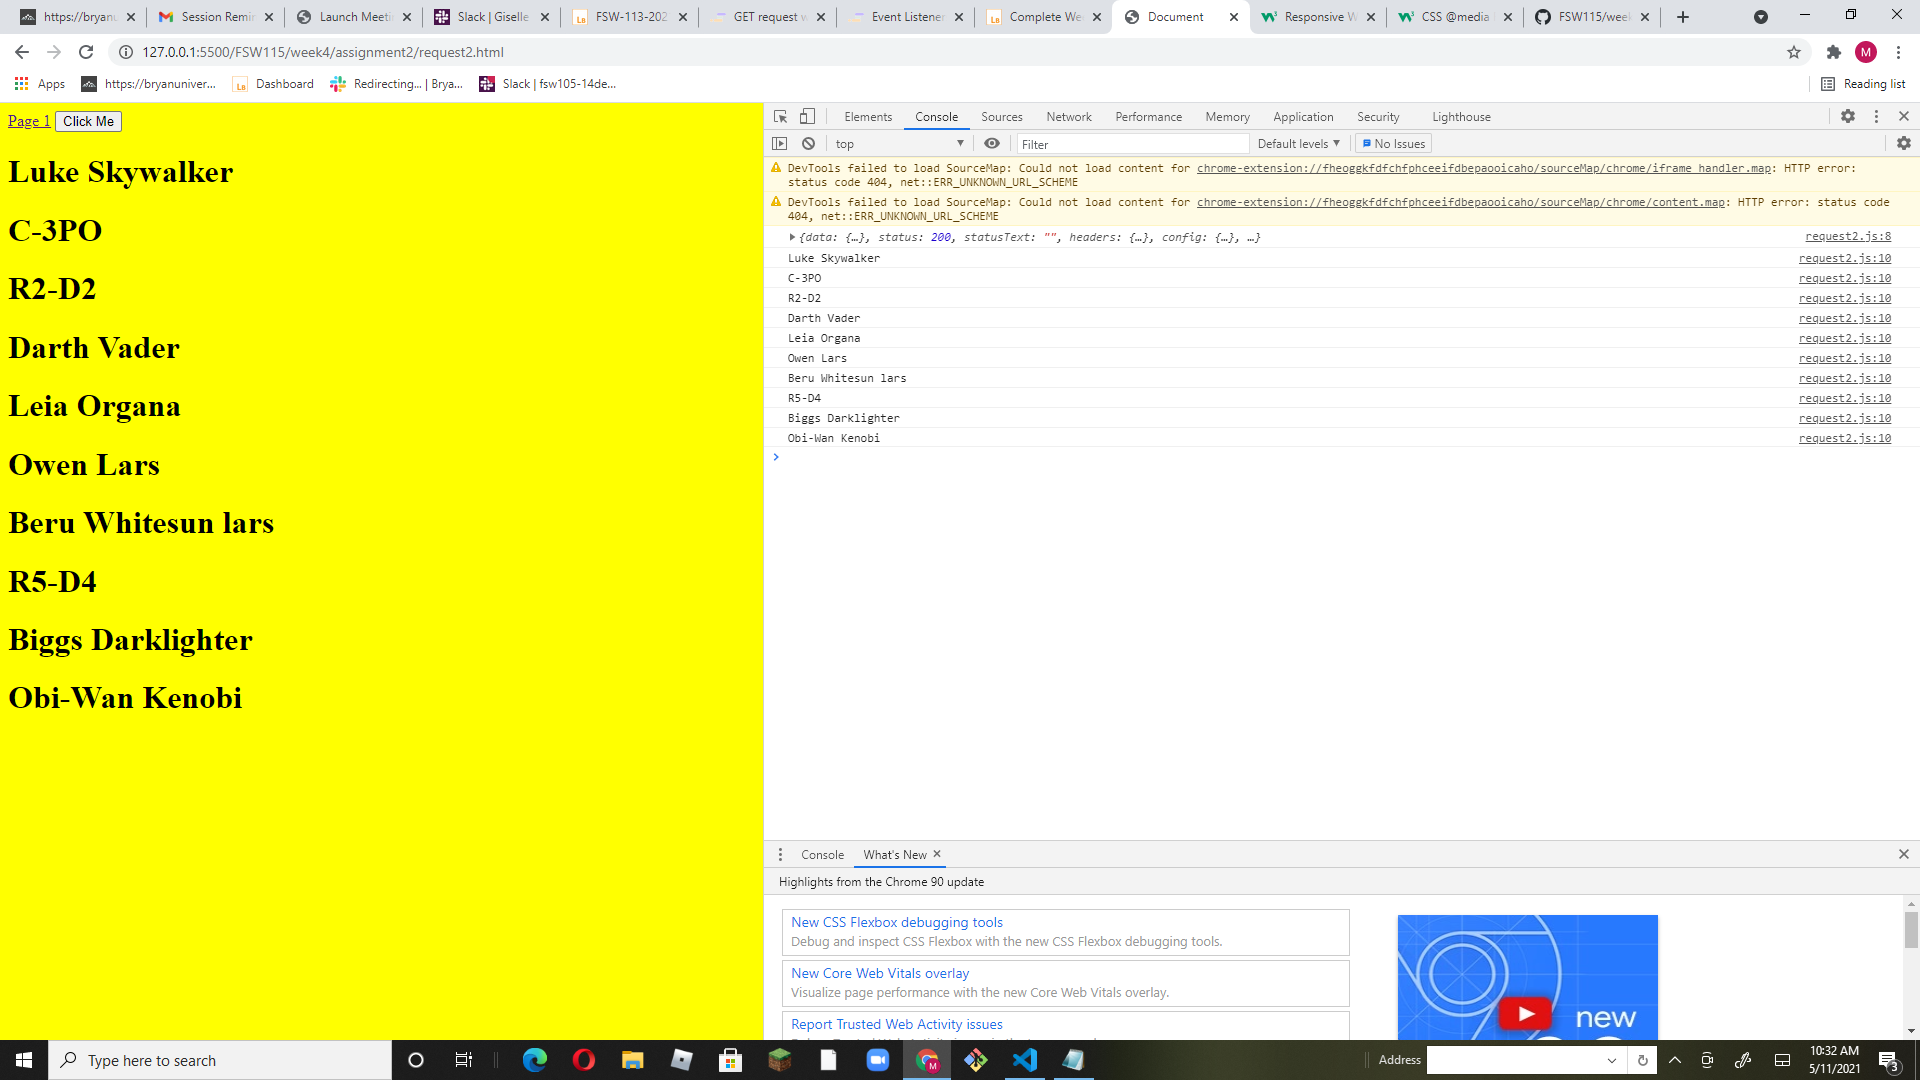 https://bryanu
Session Remin
Launch Meeti
Slack | Giselle
FSW-113-202
GET request w
Event Listener
Complete We
Document
Responsive W
CSS @media
FSW115/week
127.0.0.1:5500/FSW115/week4/assignment2/request2.html
M
Apps
https://bryanuniver...
Dashboard
Redirecting... | Brya...
Slack | fsw105-14de...
Reading list
Page 1 Click Me
Luke Skywalker
C-3PO
R2-D2
Darth Vader
Leia Organa
Owen Lars
Beru Whitesun lars
R5-D4
Biggs Darklighter
Obi-Wan Kenobi
Elements Console Sources Network Performance Memory Application Security Lighthouse
top Filter Default levels No Issues
DevTools failed to load SourceMap: Could not load content for chrome-extension://fheoggkfdfchfphceeifdbepaooicaho/sourceMap/chrome/iframe_handler.map: HTTP error:
status code 404, net::ERR_UNKNOWN_URL_SCHEME
DevTools failed to load SourceMap: Could not load content for chrome-extension://fheoggkfdfchfphceeifdbepaooicaho/sourceMap/chrome/content.map: HTTP error: status code
404, net::ERR_UNKNOWN_URL_SCHEME
{data: {…}, status: 200, statusText: "", headers: {…}, config: {…}, …} request2.js:8
Luke Skywalker request2.js:10
C-3PO request2.js:10
R2-D2 request2.js:10
Darth Vader request2.js:10
Leia Organa request2.js:10
Owen Lars request2.js:10
Beru Whitesun lars request2.js:10
R5-D4 request2.js:10
Biggs Darklighter request2.js:10
Obi-Wan Kenobi request2.js:10
Console What's New
Highlights from the Chrome 90 update
New CSS Flexbox debugging tools
Debug and inspect CSS Flexbox with the new CSS Flexbox debugging tools.
New Core Web Vitals overlay
Visualize page performance with the new Core Web Vitals overlay.
Report Trusted Web Activity issues
new
Type here to search
Address
10:32 AM
5/11/2021
3